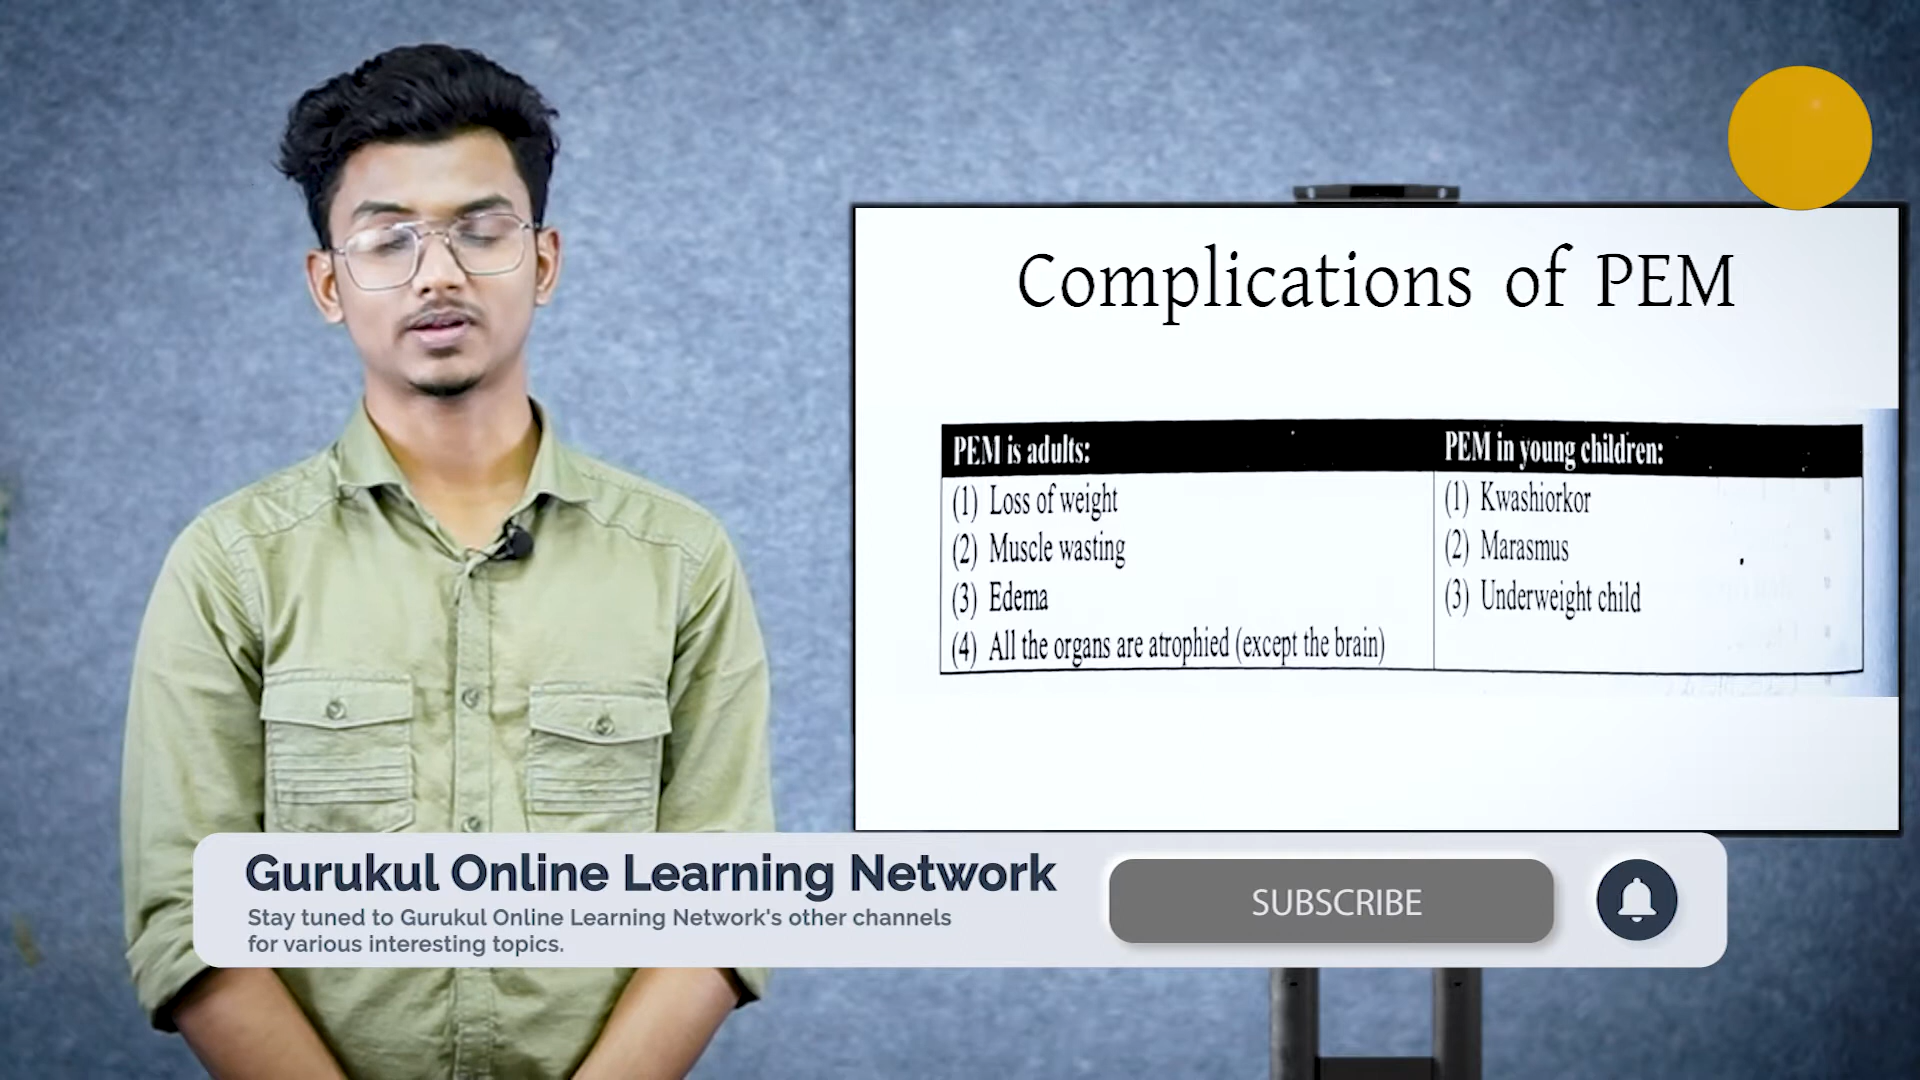 Complications of PEM
PEM is adults:
(1) Loss of weight
(2) Muscle wasting
(3) Edema
(4) All the organs are atrophied (except the brain)
PEM in young children:
(1) Kwashiorkor
(2) Marasmus
(3) Underweight child
Gurukul Online Learning Network
Stay tuned to Gurukul Online Learning Network's other channels
for various interesting topics.
SUBSCRIBE